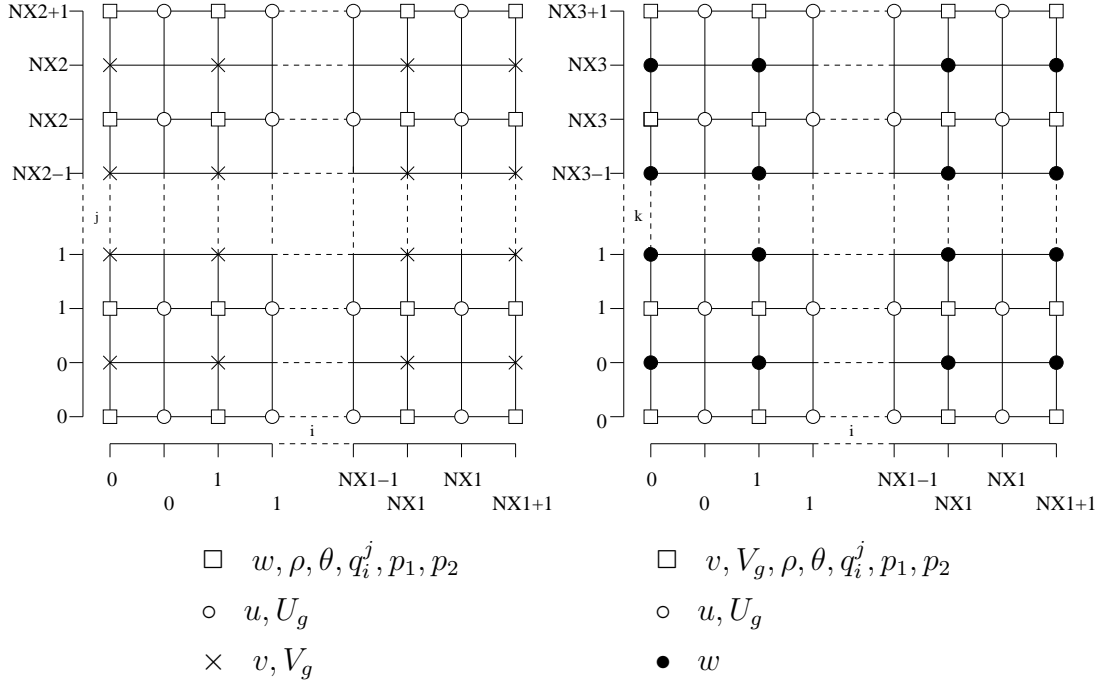 NX2+1
NX2
NX2
NX2−1
j
1
1
0
0
i
0 1 NX1−1 NX1
0 1 NX1 NX1+1
w, ρ, θ, q_i^j, p_1, p_2
u, U_g
v, V_g
NX3+1
NX3
NX3
NX3−1
k
1
1
0
0
i
0 1 NX1−1 NX1
0 1 NX1 NX1+1
v, V_g, ρ, θ, q_i^j, p_1, p_2
u, U_g
w